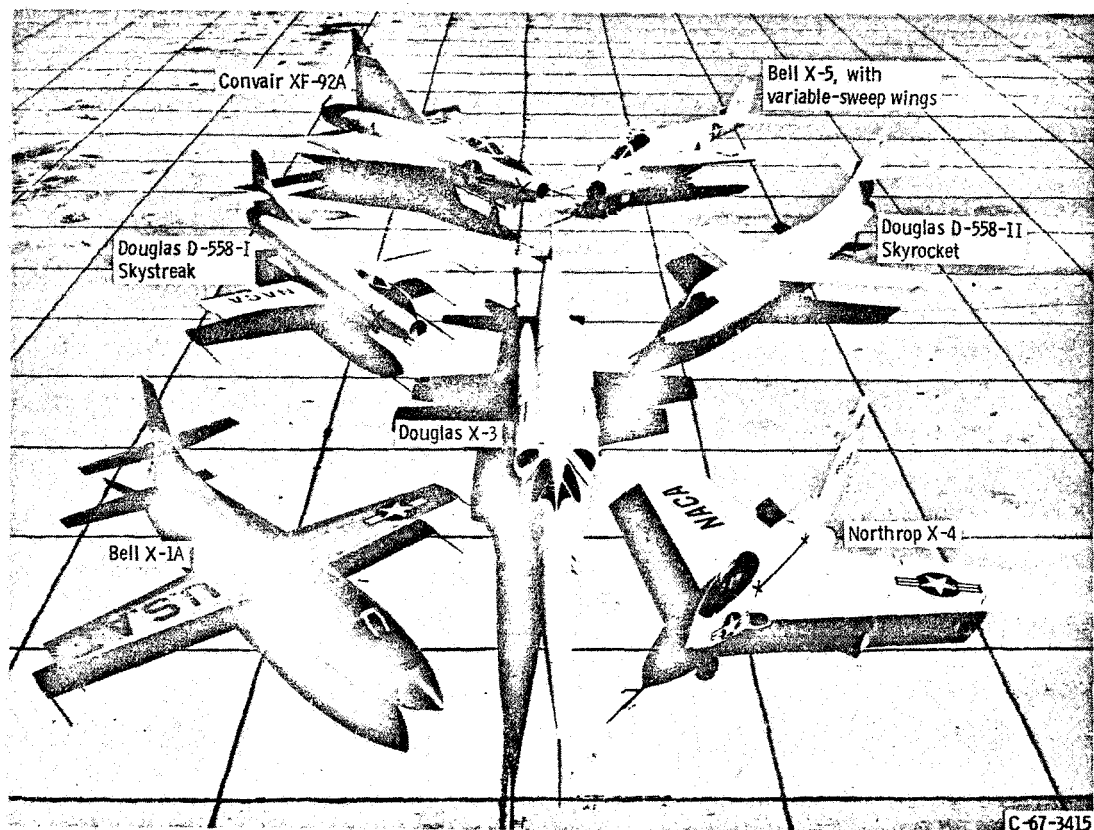 Convair XF-92A
Bell X-5, with
variable-sweep wings
Douglas D-558-I
Skystreak
Douglas D-558-II
Skyrocket
NACA
Douglas X-3
NACA
Bell X-1A
Northrop X-4
C-67-3415